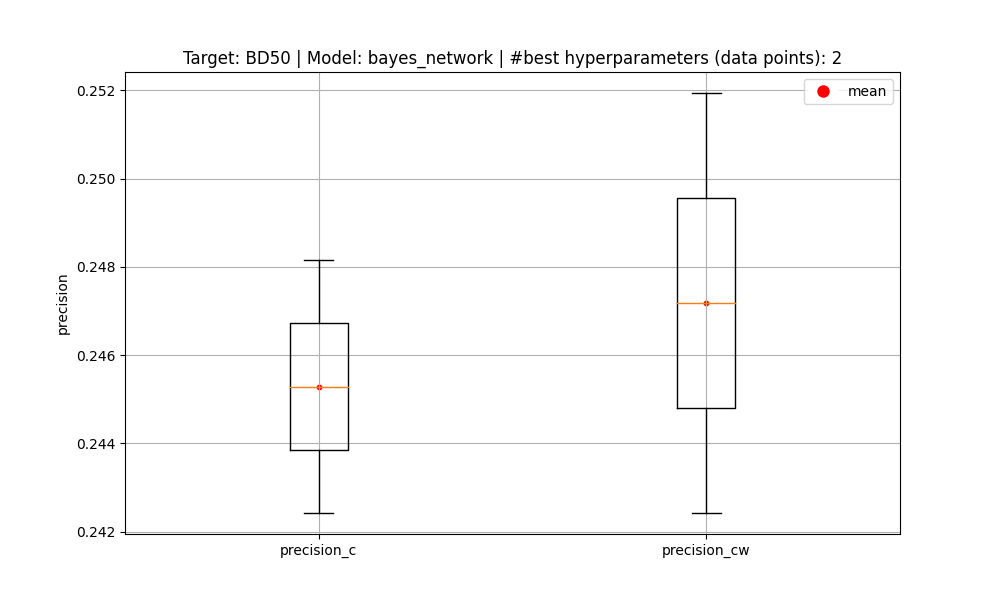 Target: BD50 | Model: bayes_network | #best hyperparameters (data points): 2
mean
0.252
0.250
0.248
0.246
0.244
0.242
precision
precision_c
precision_cw